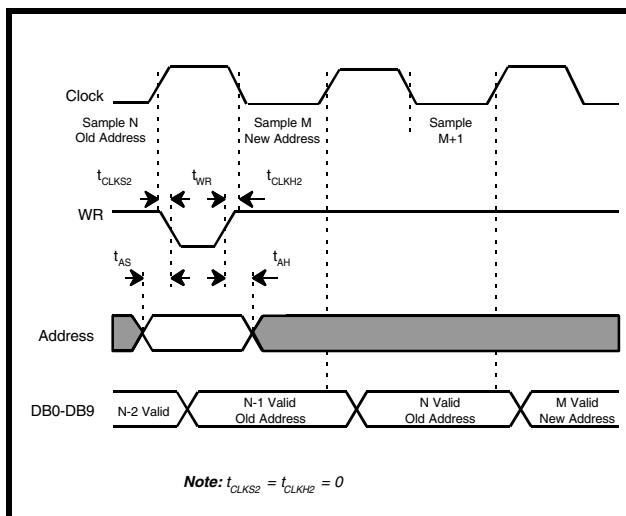 Clock
Sample N
Old Address
Sample M
New Address
Sample
M+1
tCLKS2
tWR
tCLKH2
WR
tAS
tAH
Address
DB0-DB9
N-2 Valid
N-1 Valid
Old Address
N Valid
Old Address
M Valid
New Address
Note: tCLKS2 = tCLKH2 = 0